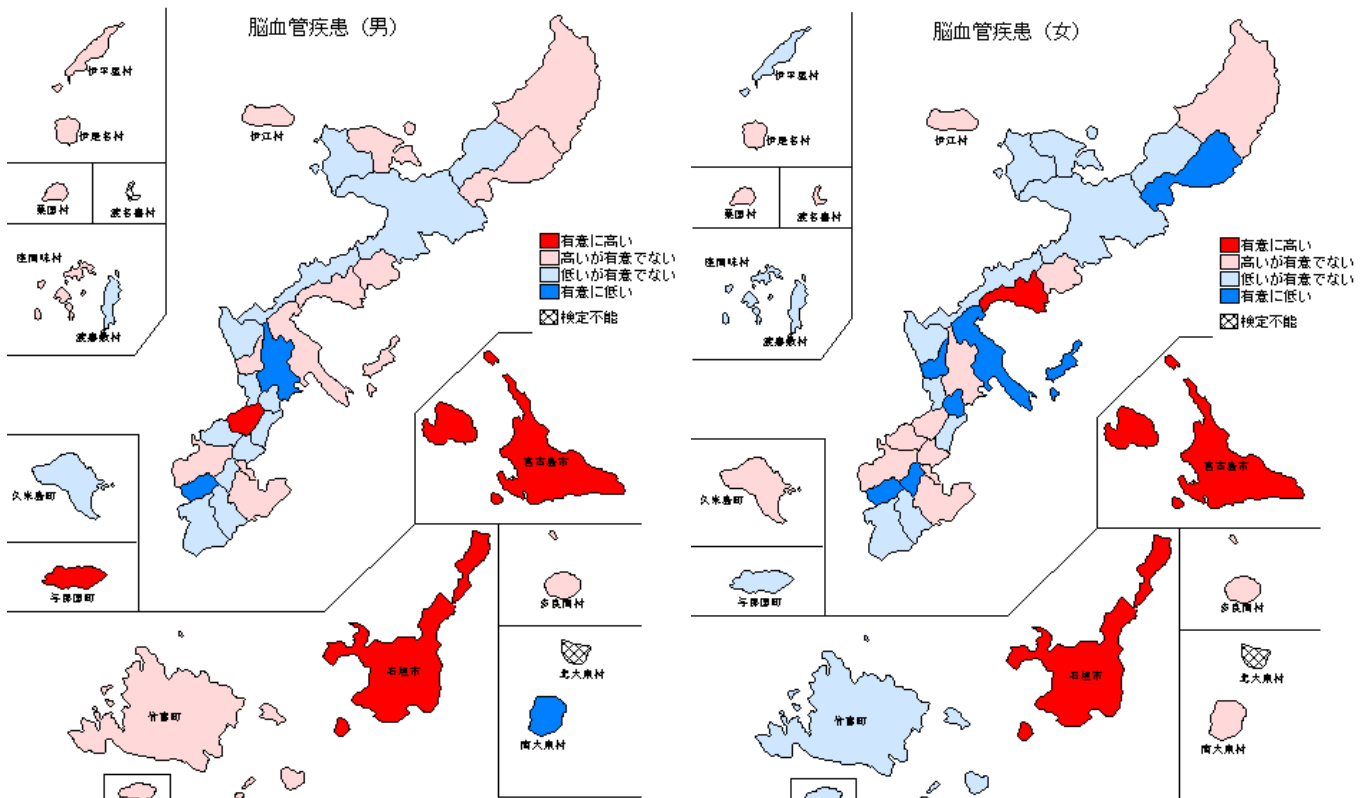 脳血管疾患（男）
伊平屋村
伊是名村
伊江村
粟国村
渡名喜村
座間味村
渡嘉敷村
有意に高い
高いが有意でない
低いが有意でない
有意に低い
検定不能
宮古島市
久米島町
与那国町
多良間村
石垣市
北大東村
竹富町
南大東村
脳血管疾患（女）
伊平屋村
伊是名村
伊江村
粟国村
渡名喜村
座間味村
渡嘉敷村
有意に高い
高いが有意でない
低いが有意でない
有意に低い
検定不能
宮古島市
久米島町
与那国町
多良間村
石垣市
北大東村
竹富町
南大東村